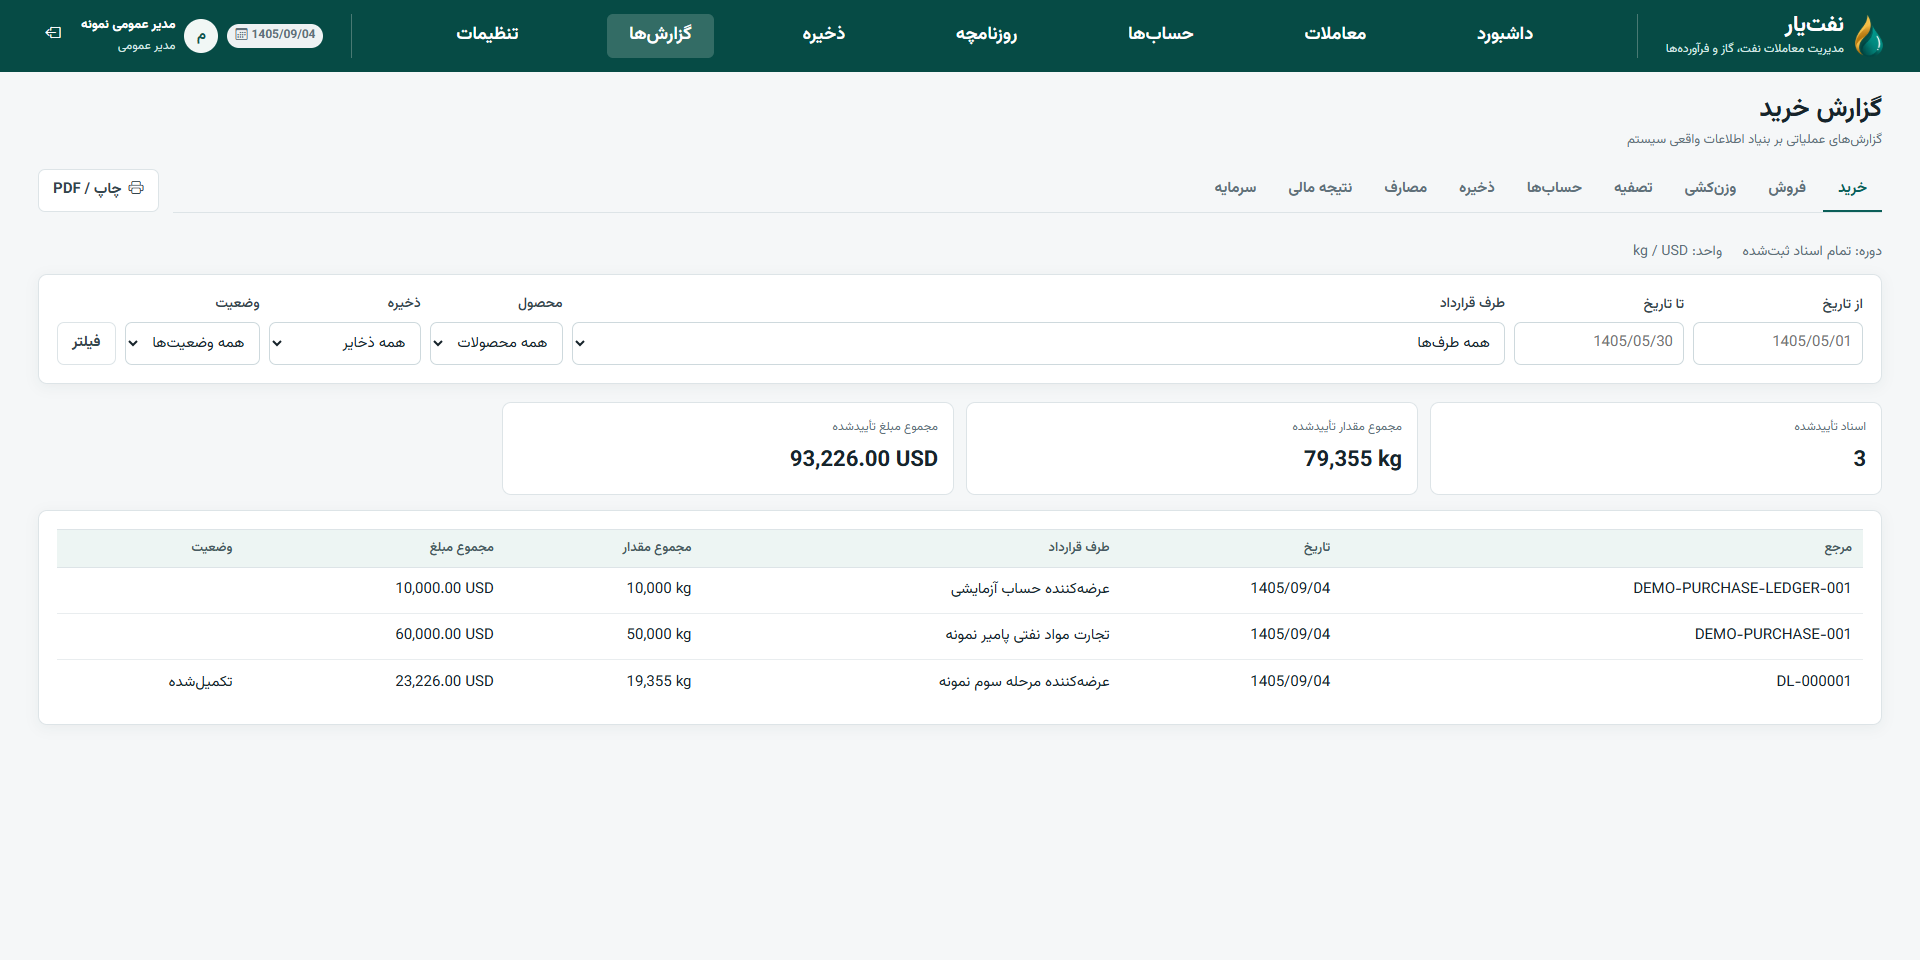 نفت‌یار
مدیریت معاملات نفت، گاز و فرآورده‌ها
داشبورد
معاملات
حساب‌ها
روزنامچه
ذخیره
گزارش‌ها
تنظیمات
1405/09/04
م
مدیر عمومی نمونه
مدیر عمومی
گزارش خرید
گزارش‌های عملیاتی بر بنیاد اطلاعات واقعی سیستم
خرید
فروش
وزن‌کشی
تصفیه
حساب‌ها
ذخیره
مصارف
نتیجه مالی
سرمایه
چاپ / PDF
دوره: تمام اسناد ثبت‌شده
واحد: kg / USD
از تاریخ
تا تاریخ
طرف قرارداد
محصول
ذخیره
وضعیت
1405/05/01
1405/05/30
همه طرف‌ها
همه محصولات
همه ذخایر
همه وضعیت‌ها
فیلتر
اسناد تأییدشده
3
مجموع مقدار تأییدشده
79,355 kg
مجموع مبلغ تأییدشده
93,226.00 USD
مرجع تاریخ طرف قرارداد مجموع مقدار مجموع مبلغ وضعیت
DEMO-PURCHASE-LEDGER-001 1405/09/04 عرضه‌کننده حساب آزمایشی 10,000 kg 10,000.00 USD
DEMO-PURCHASE-001 1405/09/04 تجارت مواد نفتی پامیر نمونه 50,000 kg 60,000.00 USD
DL-000001 1405/09/04 عرضه‌کننده مرحله سوم نمونه 19,355 kg 23,226.00 USD تکمیل‌شده